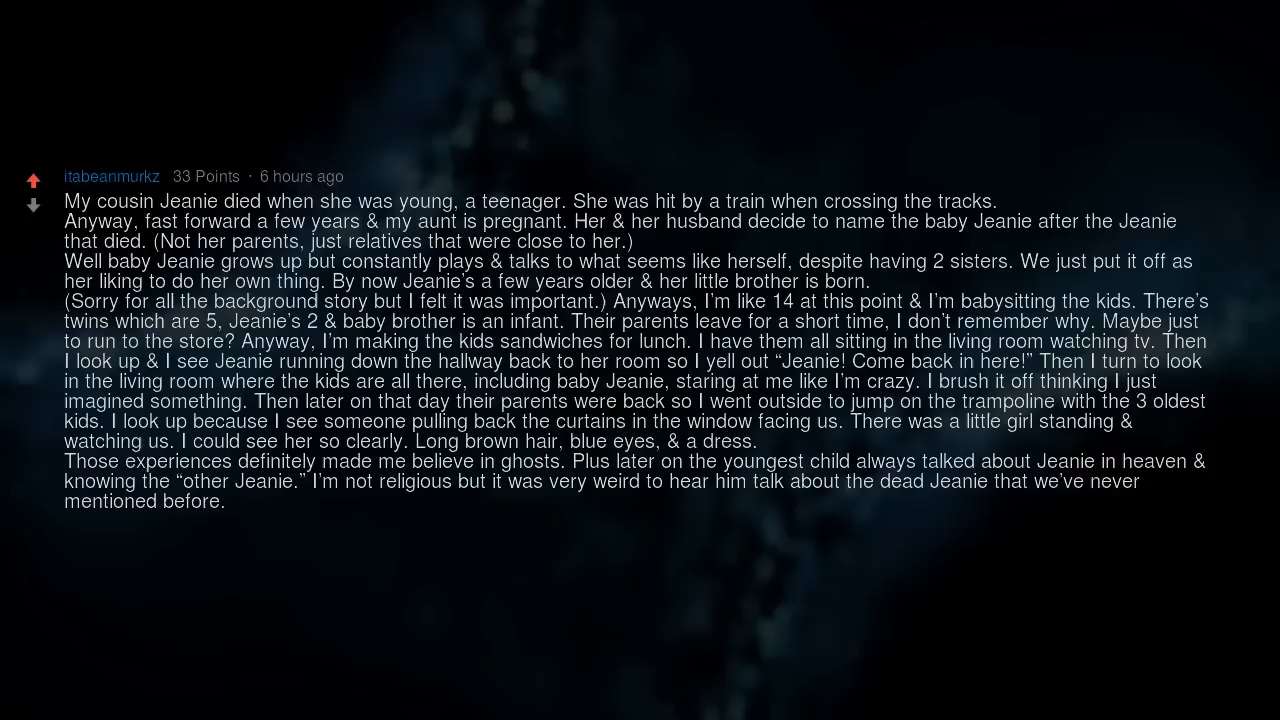 itabeanmurkz 33 Points · 6 hours ago
My cousin Jeanie died when she was young, a teenager. She was hit by a train when crossing the tracks.
Anyway, fast forward a few years & my aunt is pregnant. Her & her husband decide to name the baby Jeanie after the Jeanie
that died. (Not her parents, just relatives that were close to her.)
Well baby Jeanie grows up but constantly plays & talks to what seems like herself, despite having 2 sisters. We just put it off as
her liking to do her own thing. By now Jeanie's a few years older & her little brother is born.
(Sorry for all the background story but I felt it was important.) Anyways, I'm like 14 at this point & I'm babysitting the kids. There's
twins which are 5, Jeanie's 2 & baby brother is an infant. Their parents leave for a short time, I don't remember why. Maybe just
to run to the store? Anyway, I'm making the kids sandwiches for lunch. I have them all sitting in the living room watching tv. Then
I look up & I see Jeanie running down the hallway back to her room so I yell out “Jeanie! Come back in here!” Then I turn to look
in the living room where the kids are all there, including baby Jeanie, staring at me like I'm crazy. I brush it off thinking I just
imagined something. Then later on that day their parents were back so I went outside to jump on the trampoline with the 3 oldest
kids. I look up because I see someone pulling back the curtains in the window facing us. There was a little girl standing &
watching us. I could see her so clearly. Long brown hair, blue eyes, & a dress.
Those experiences definitely made me believe in ghosts. Plus later on the youngest child always talked about Jeanie in heaven &
knowing the “other Jeanie.” I'm not religious but it was very weird to hear him talk about the dead Jeanie that we've never
mentioned before.